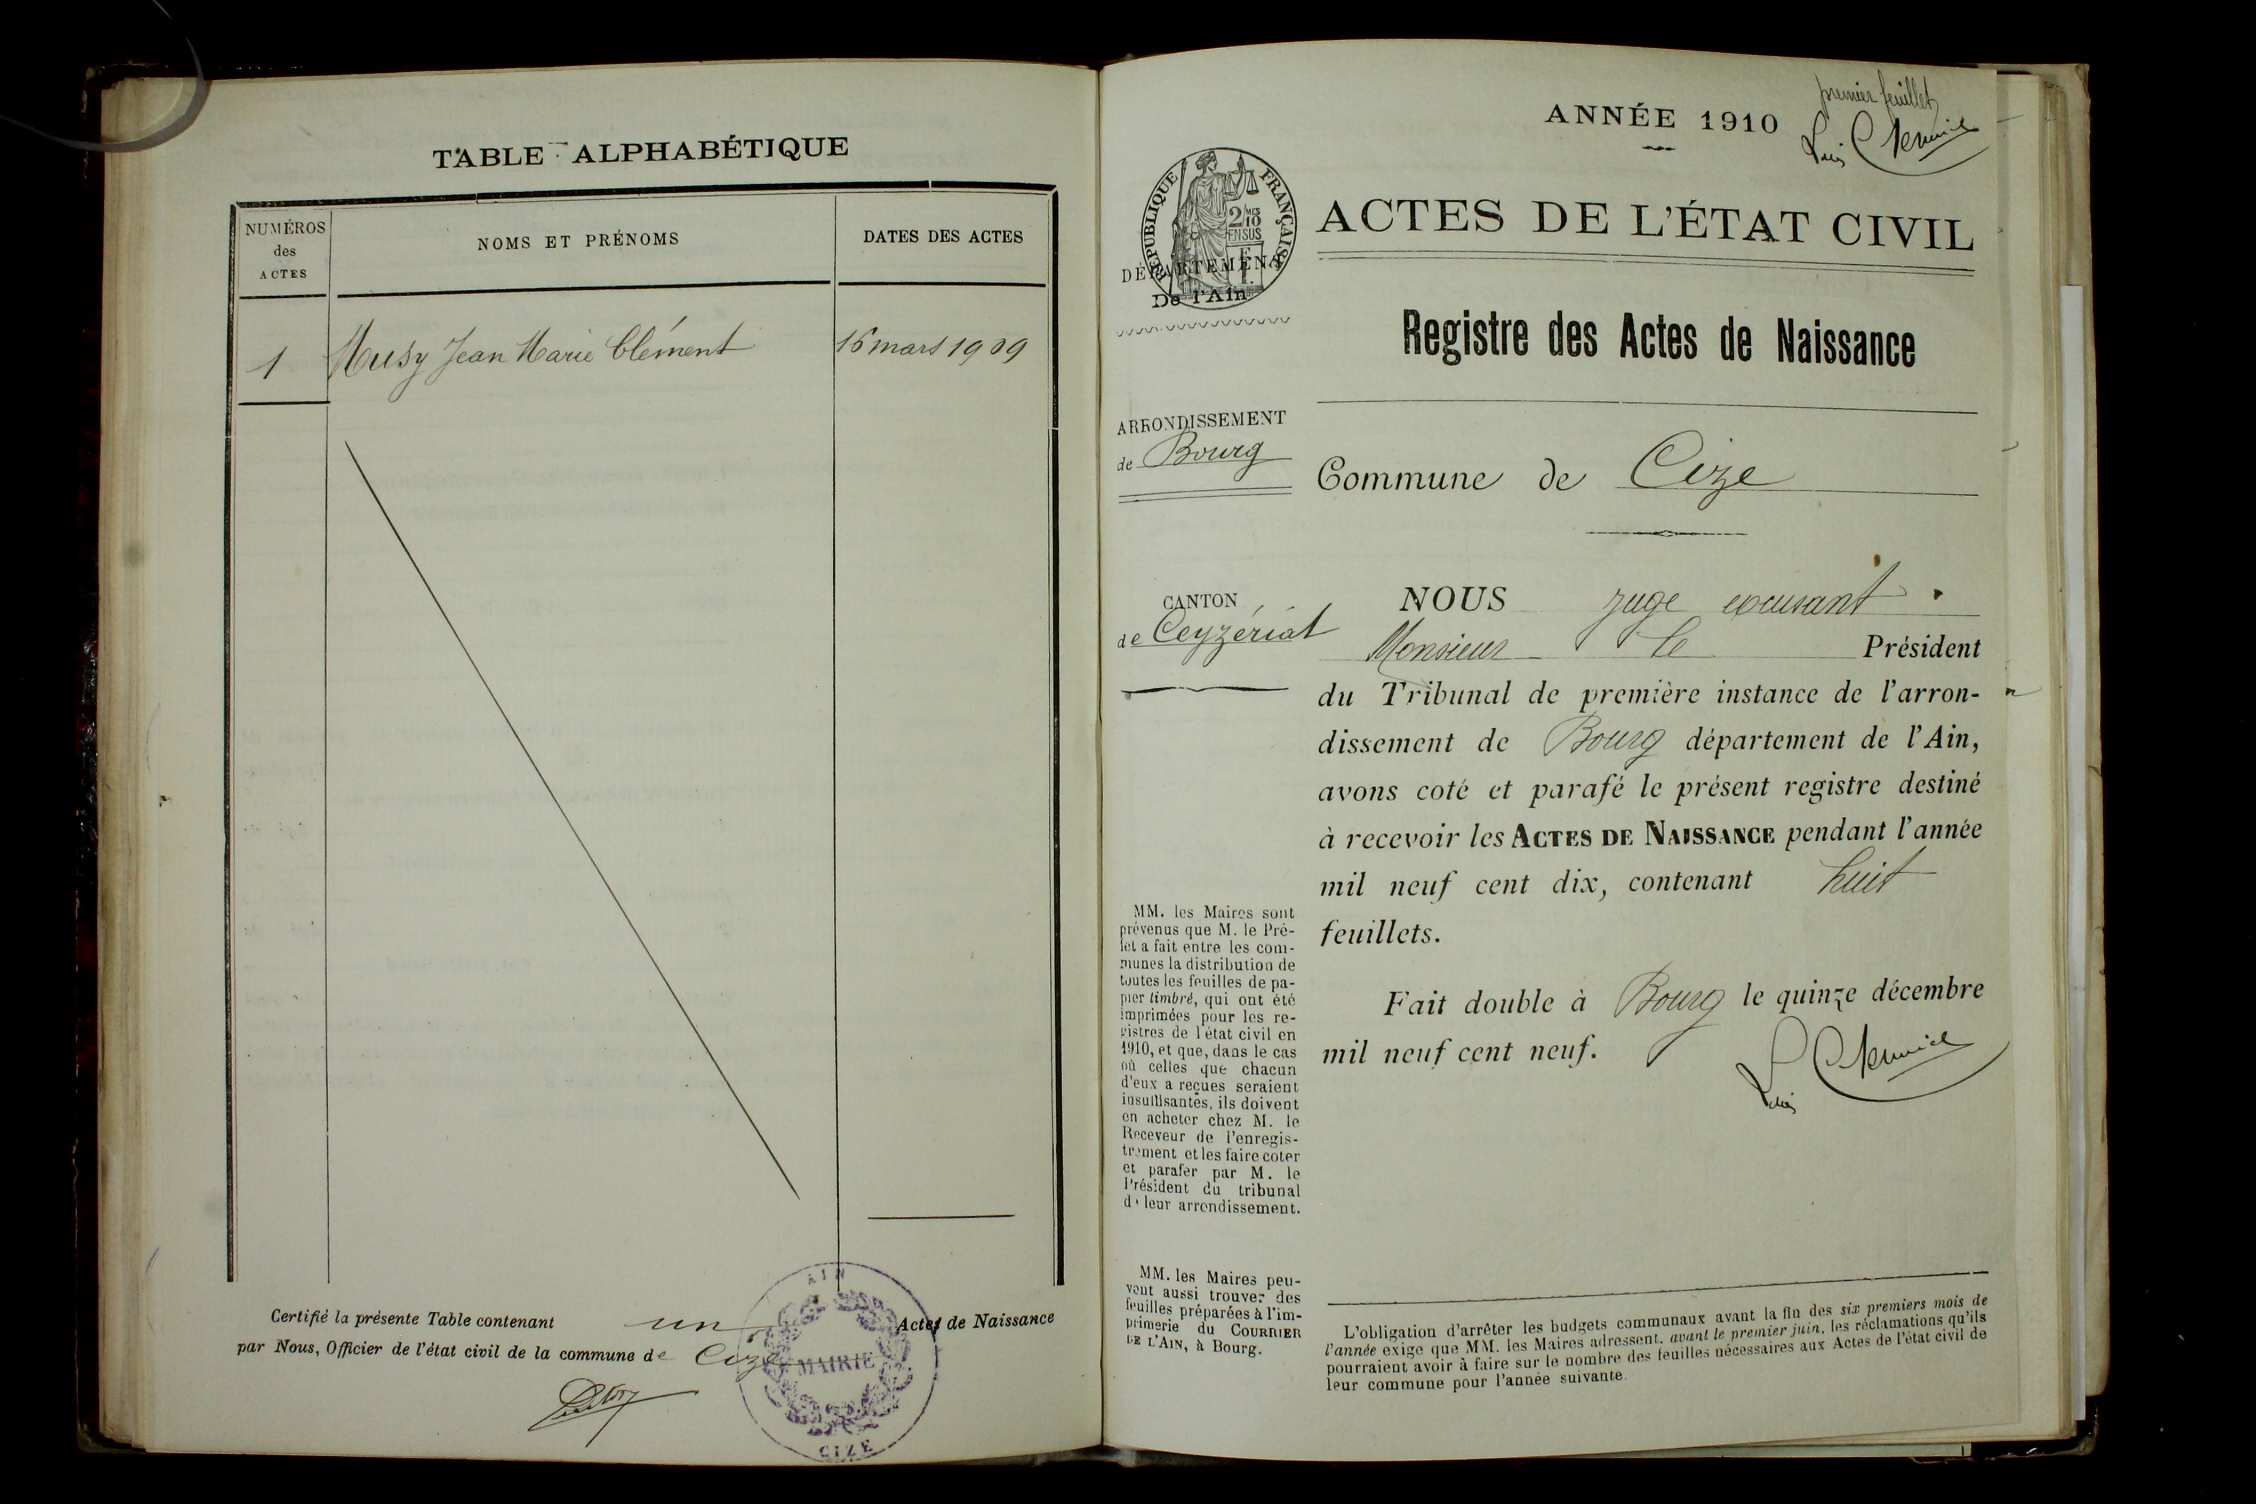 TABLE ALPHABÉTIQUE
NUMÉROS
des
ACTES
NOMS ET PRÉNOMS
DATES DES ACTES
1
Musy Jean Marie Clément
16 mars 1909
Certifié la présente Table contenant un Actes de Naissance
par Nous, Officier de l'état civil de la commune de Cize
AIN
MAIRIE
CIZE
premier feuillet
ANNÉE 1910
RÉPUBLIQUE FRANÇAISE
2/10mes
EN SUS
DÉPARTEMENT
De l'Ain
ACTES DE L'ÉTAT CIVIL
Registre des Actes de Naissance
ARRONDISSEMENT
de Bourg
Commune de Cize
CANTON
de Ceyzériat
NOUS juge excusant
Monsieur le Président
du Tribunal de première instance de l'arron-
dissement de Bourg département de l'Ain,
avons coté et parafé le présent registre destiné
à recevoir les ACTES DE NAISSANCE pendant l'année
mil neuf cent dix, contenant huit
feuillets.
Fait double à Bourg le quinze décembre
mil neuf cent neuf.
MM. les Maires sont
prévenus que M. le Pré-
fet a fait entre les com-
munes la distribution de
toutes les feuilles de pa-
pier timbré, qui ont été
imprimées pour les re-
gistres de l'état civil en
1910, et que, dans le cas
où celles que chacun
d'eux a reçues seraient
insuffisantes, ils doivent
en acheter chez M. le
Receveur de l'enregis-
trement et les faire coter
et parafer par M. le
Président du tribunal
de leur arrondissement.
MM. les Maires peu-
vent aussi trouver des
feuilles préparées à l'im-
primerie du COURRIER
DE L'AIN, à Bourg.
L'obligation d'arrêter les budgets communaux avant la fin des six premiers mois de
l'année exige que MM. les Maires adressent, avant le premier juin, les réclamations qu'ils
pourraient avoir à faire sur le nombre des feuilles nécessaires aux Actes de l'état civil de
leur commune pour l'année suivante.